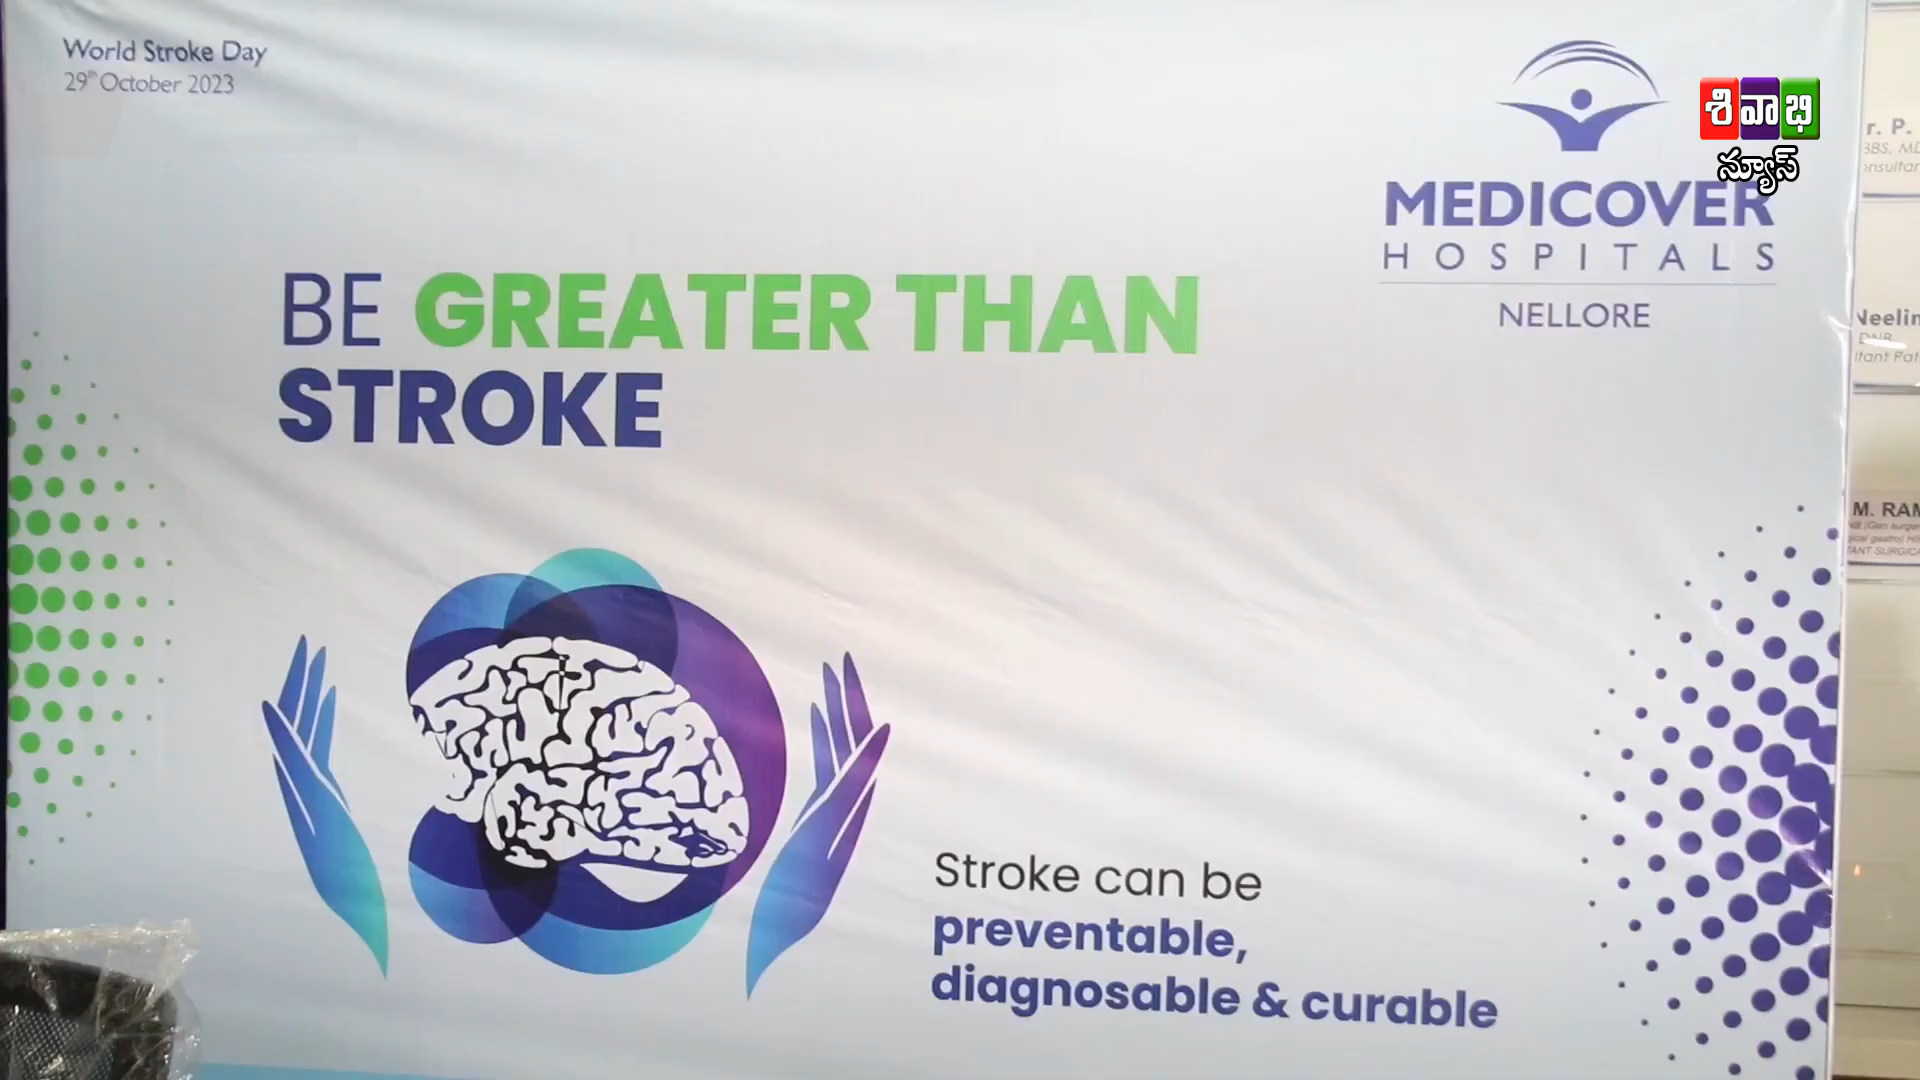 World Stroke Day
29th October 2023
శివాభి
న్యూస్
MEDICOVER
HOSPITALS
NELLORE
BE GREATER THAN
STROKE
Stroke can be
preventable,
diagnosable & curable
r. P.
M. RAM